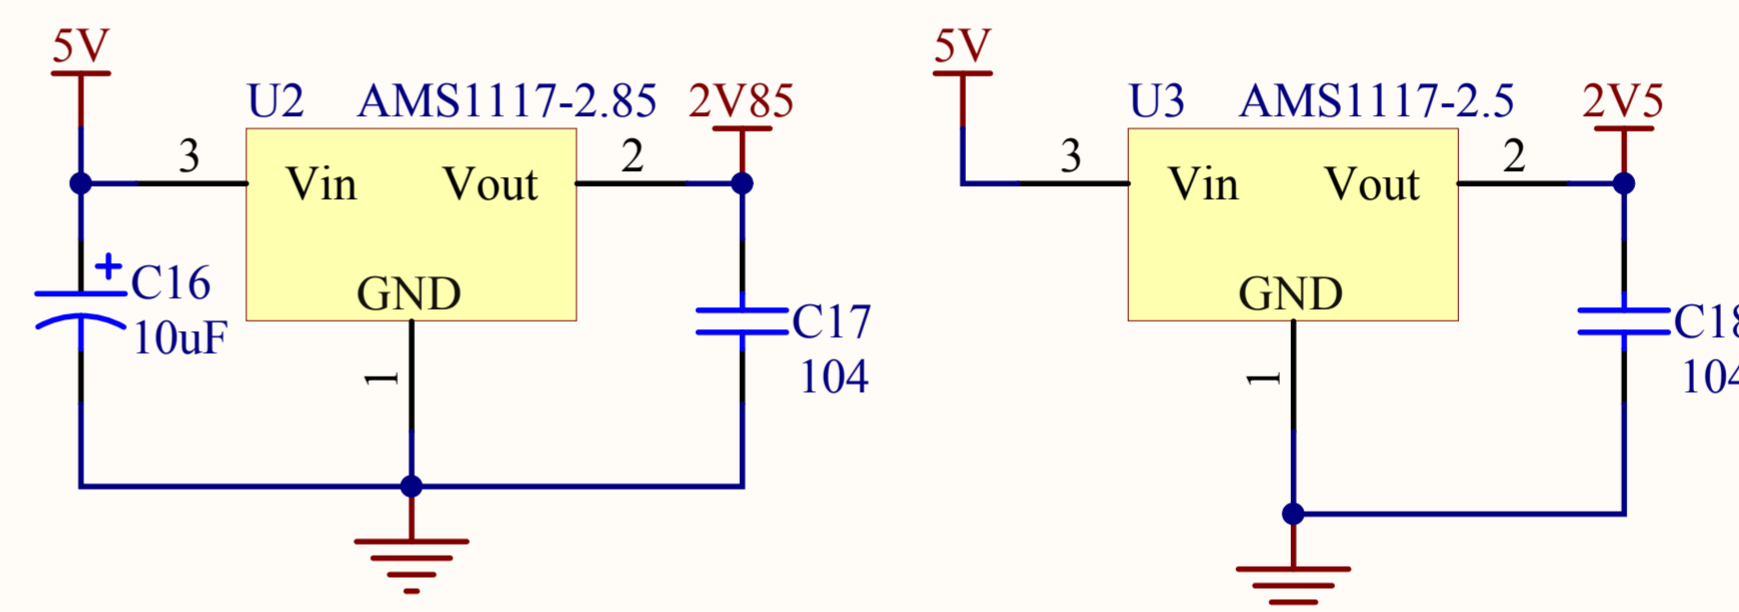 5V
U2 AMS1117-2.85 2V85
3 Vin Vout 2
GND
+ C16
10uF
C17
104
1
5V
U3 AMS1117-2.5 2V5
3 Vin Vout 2
GND
1